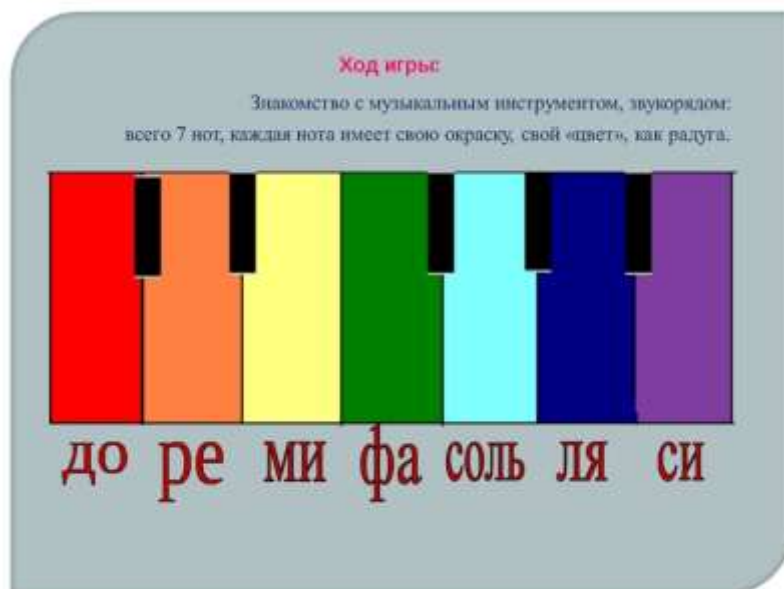 Ход игры:
Знакомство с музыкальным инструментом, звукорядом:
всего 7 нот, каждая нота имеет свою окраску, свой «цвет», как радуга.
до ре ми фа соль ля си